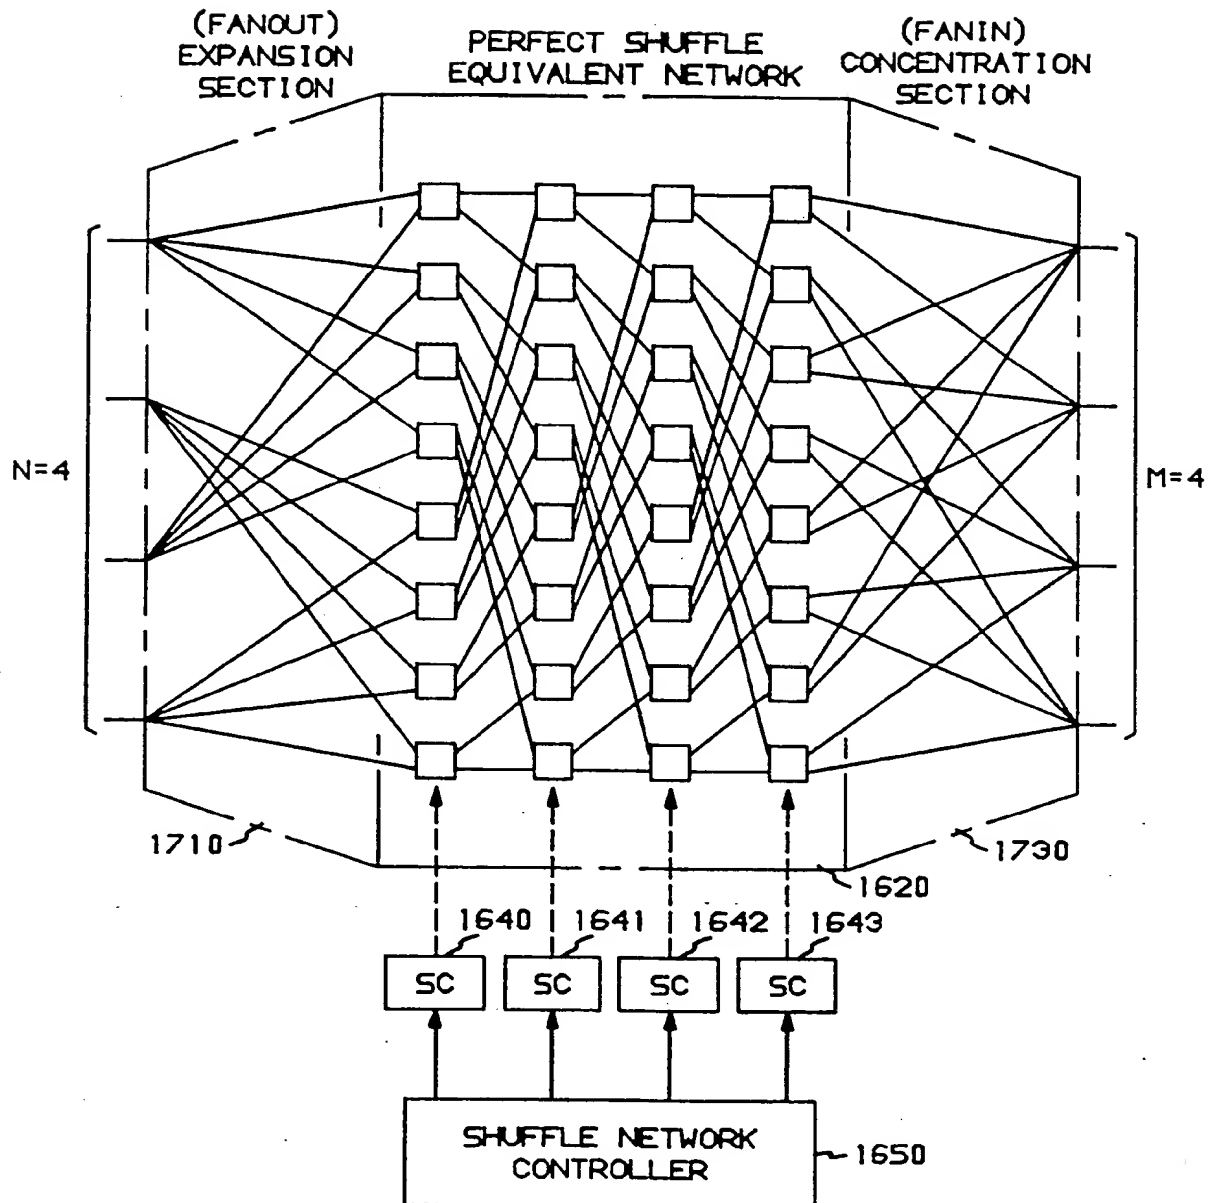 (FANOUT)
EXPANSION
SECTION
PERFECT SHUFFLE
EQUIVALENT NETWORK
(FANIN)
CONCENTRATION
SECTION
N=4
M=4
1710
1730
1620
1640
1641
1642
1643
SC
SC
SC
SC
SHUFFLE NETWORK
CONTROLLER
1650